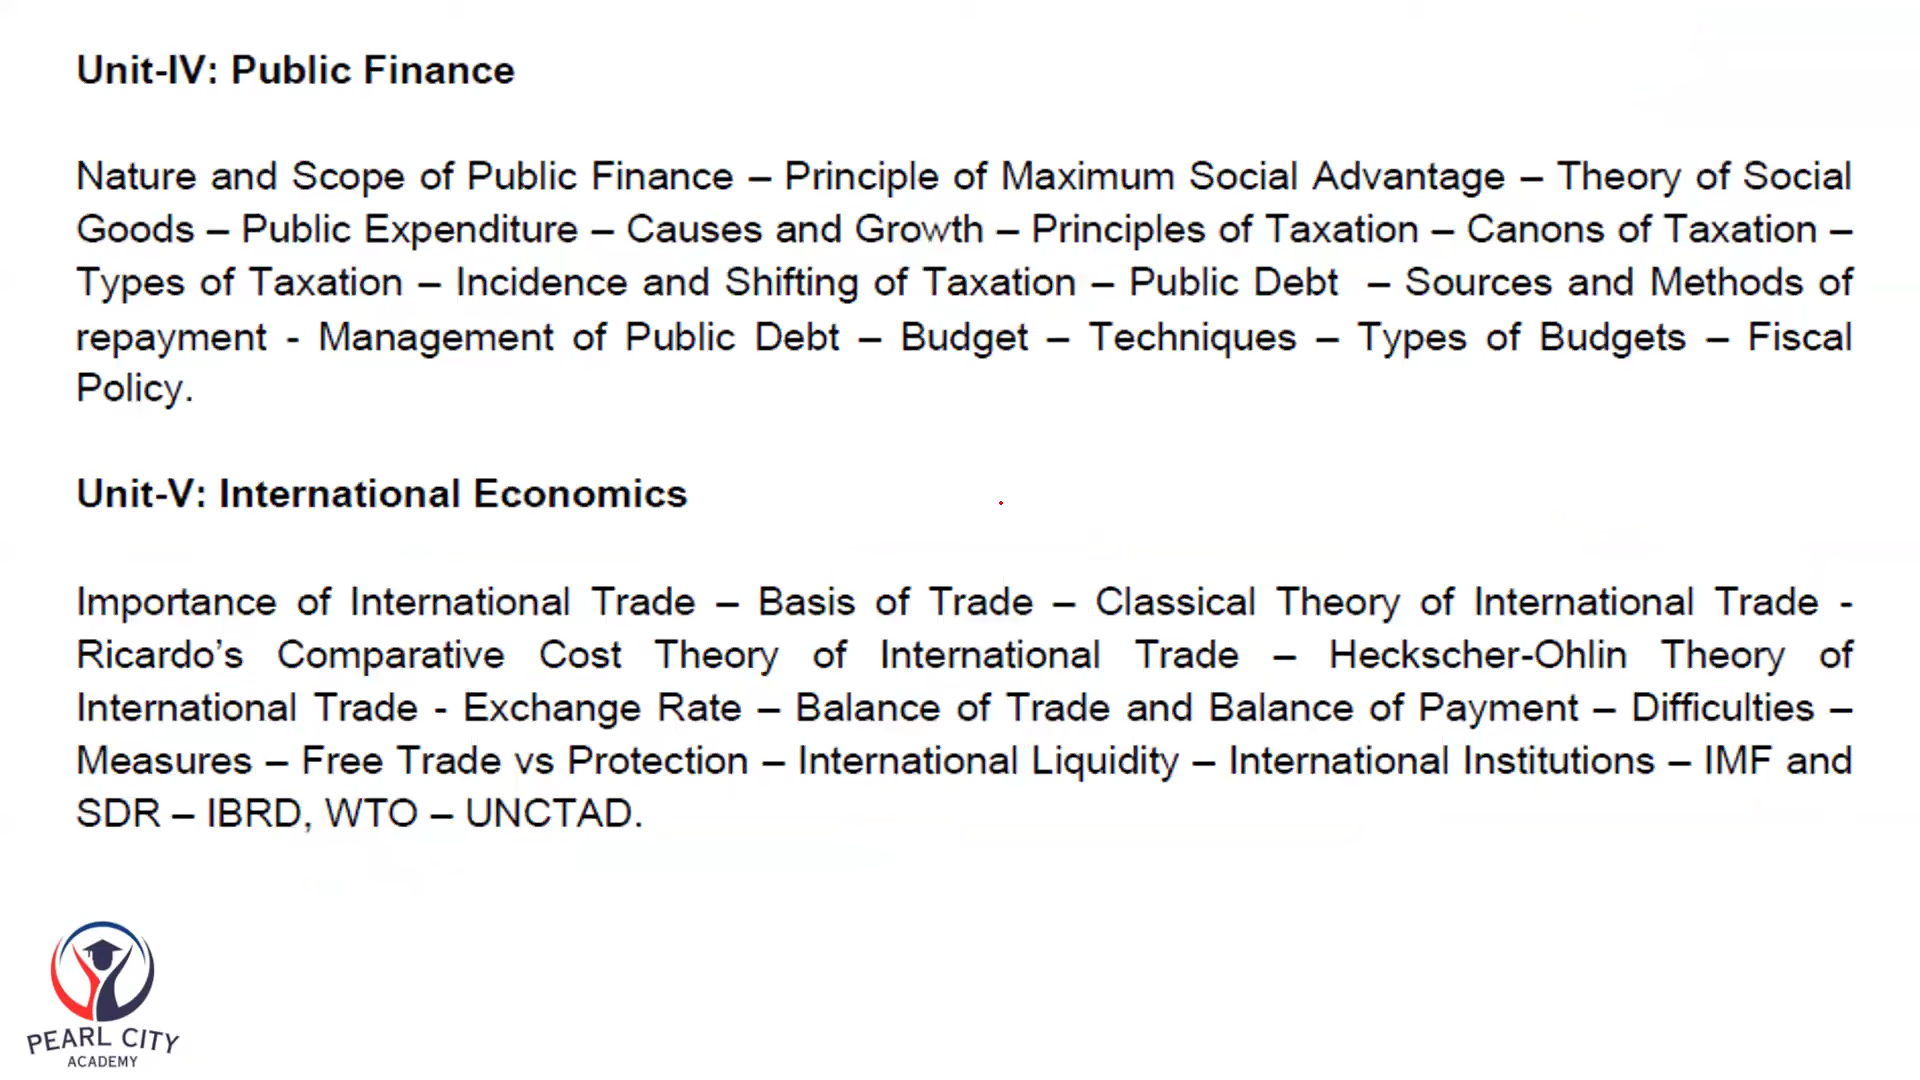 Unit-IV: Public Finance
Nature and Scope of Public Finance – Principle of Maximum Social Advantage – Theory of Social
Goods – Public Expenditure – Causes and Growth – Principles of Taxation – Canons of Taxation –
Types of Taxation – Incidence and Shifting of Taxation – Public Debt – Sources and Methods of
repayment - Management of Public Debt – Budget – Techniques – Types of Budgets – Fiscal
Policy.
Unit-V: International Economics
Importance of International Trade – Basis of Trade – Classical Theory of International Trade -
Ricardo’s Comparative Cost Theory of International Trade – Heckscher-Ohlin Theory of
International Trade - Exchange Rate – Balance of Trade and Balance of Payment – Difficulties –
Measures – Free Trade vs Protection – International Liquidity – International Institutions – IMF and
SDR – IBRD, WTO – UNCTAD.
PEARL CITY
ACADEMY